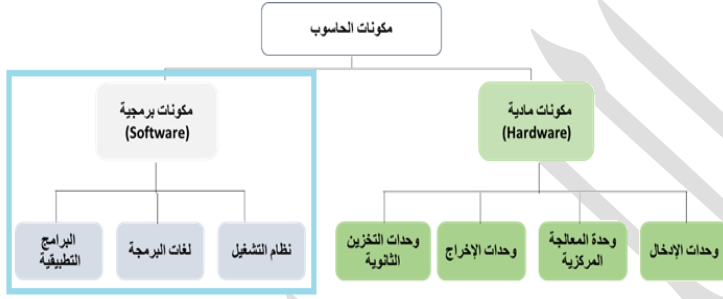 مكونات الحاسوب
مكونات مادية
(Hardware)
مكونات برمجية
(Software)
وحدات الإدخال
وحدة المعالجة
المركزية
وحدات الإخراج
وحدات التخزين
الثانوية
نظام التشغيل
لغات البرمجة
البرامج
التطبيقية